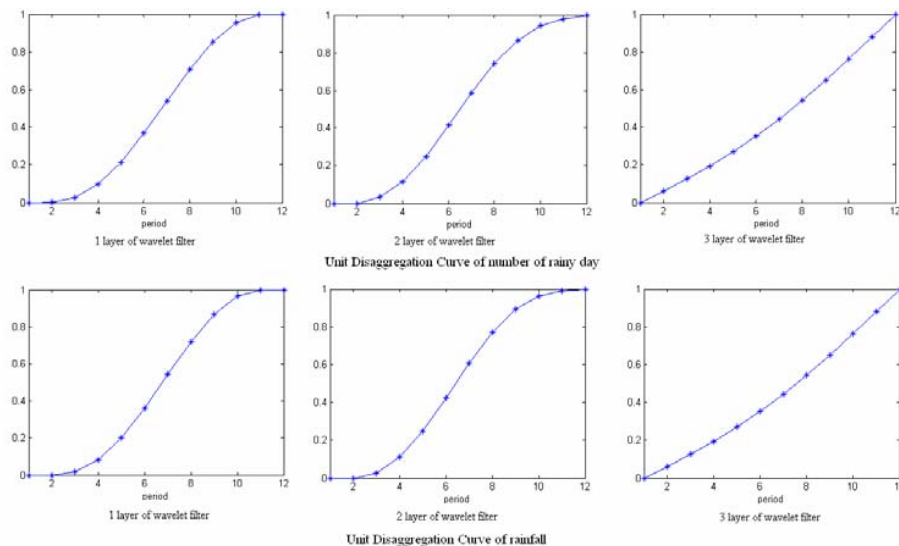 1
0.8
0.6
0.4
0.2
0
2 4 6 8 10 12
period
1 layer of wavelet filter
1
0.8
0.6
0.4
0.2
0
2 4 6 8 10 12
period
2 layer of wavelet filter
1
0.8
0.6
0.4
0.2
0
2 4 6 8 10 12
period
3 layer of wavelet filter
Unit Disaggregation Curve of number of rainy day
1
0.8
0.6
0.4
0.2
0
2 4 6 8 10 12
period
1 layer of wavelet filter
1
0.8
0.6
0.4
0.2
0
2 4 6 8 10 12
period
2 layer of wavelet filter
1
0.8
0.6
0.4
0.2
0
2 4 6 8 10 12
period
3 layer of wavelet filter
Unit Disaggregation Curve of rainfall